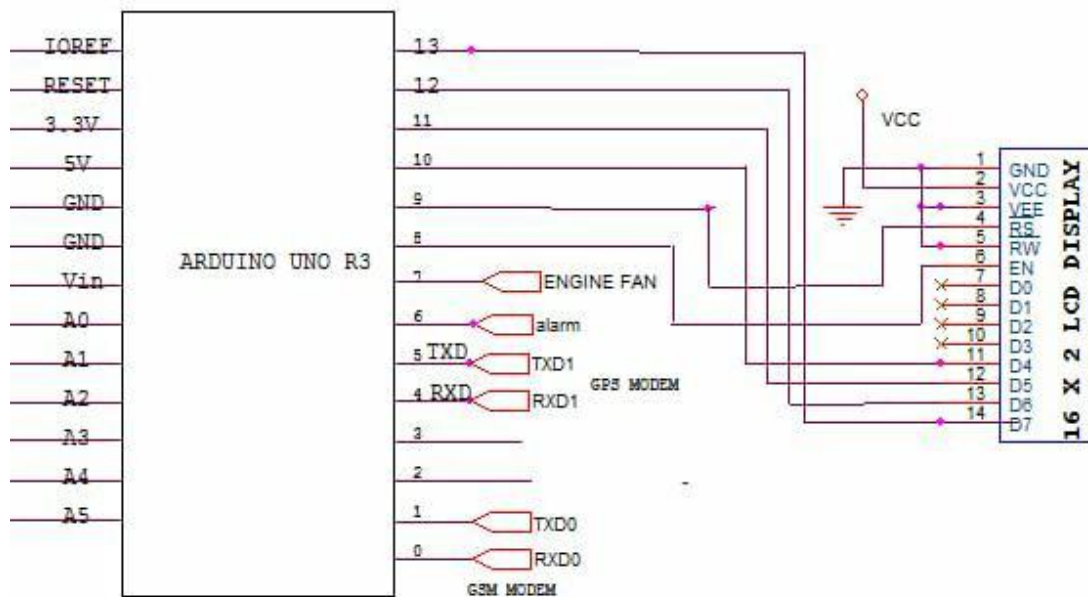 IOREF
RESET
3.3V
5V
GND
GND
Vin
A0
A1
A2
A3
A4
A5
ARDUINO UNO R3
13
12
11
10
9
8
7
6
5
4
3
2
1
0
ENGINE FAN
alarm
TXD
TXD1
RXD
RXD1
GPS MODEM
TXD0
RXD0
GSM MODEM
VCC
1 GND
2 VCC
3 VEE
4 RS
5 RW
6 EN
7 D0
8 D1
9 D2
10 D3
11 D4
12 D5
13 D6
14 D7
16 X 2 LCD DISPLAY